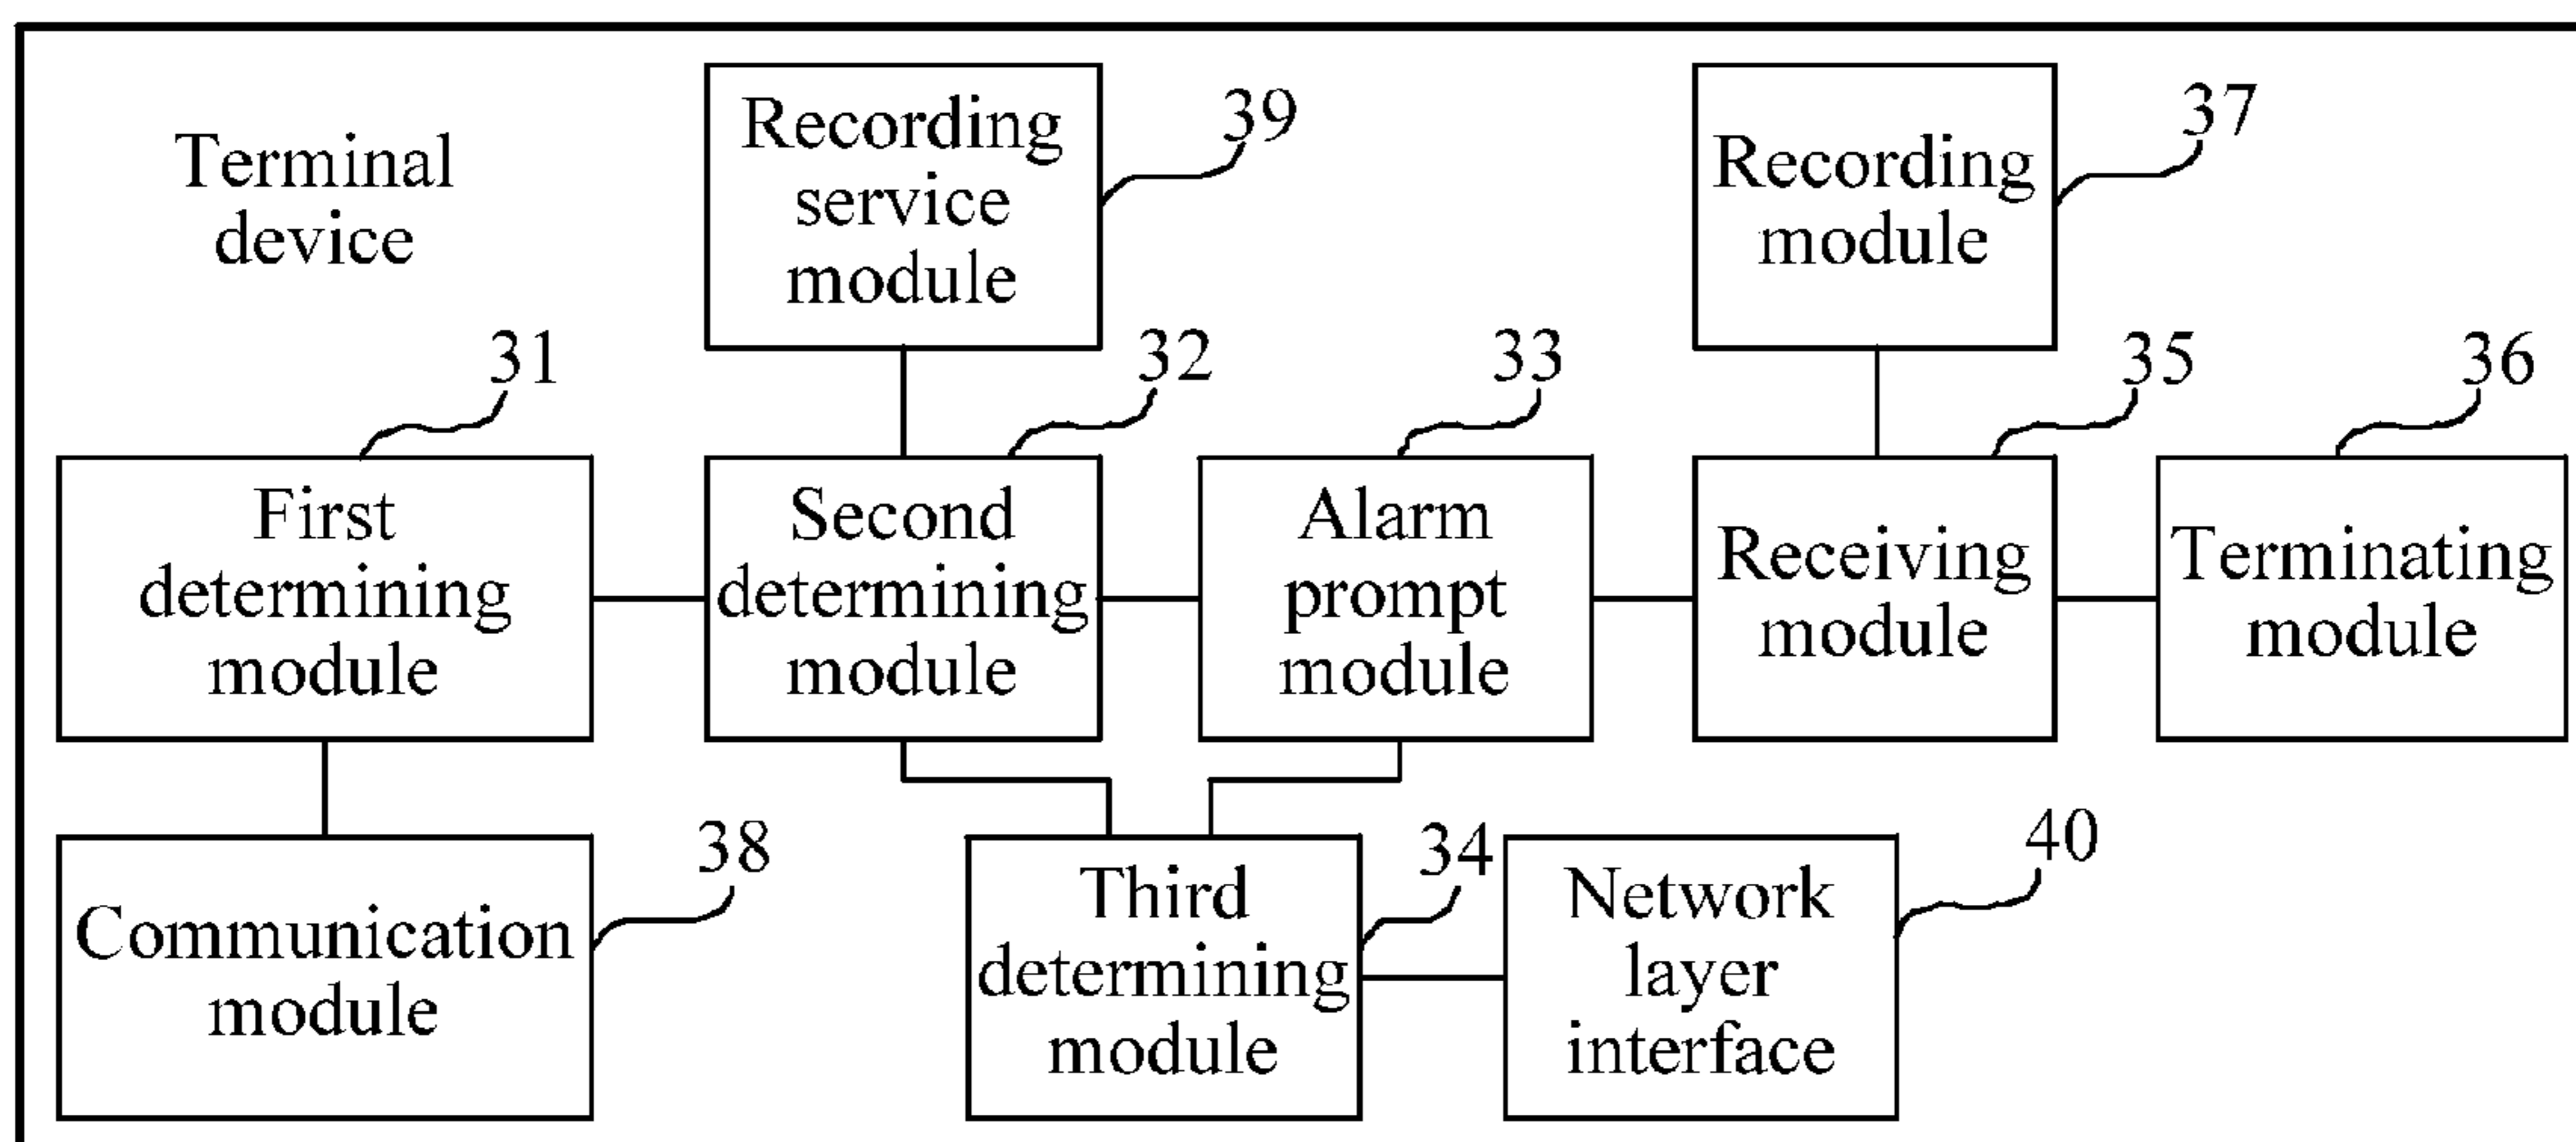 Terminal
device
Recording
service
module
39
Recording
module
37
31
32
33
35
36
First
determining
module
Second
determining
module
Alarm
prompt
module
Receiving
module
Terminating
module
38
34
40
Communication
module
Third
determining
module
Network
layer
interface